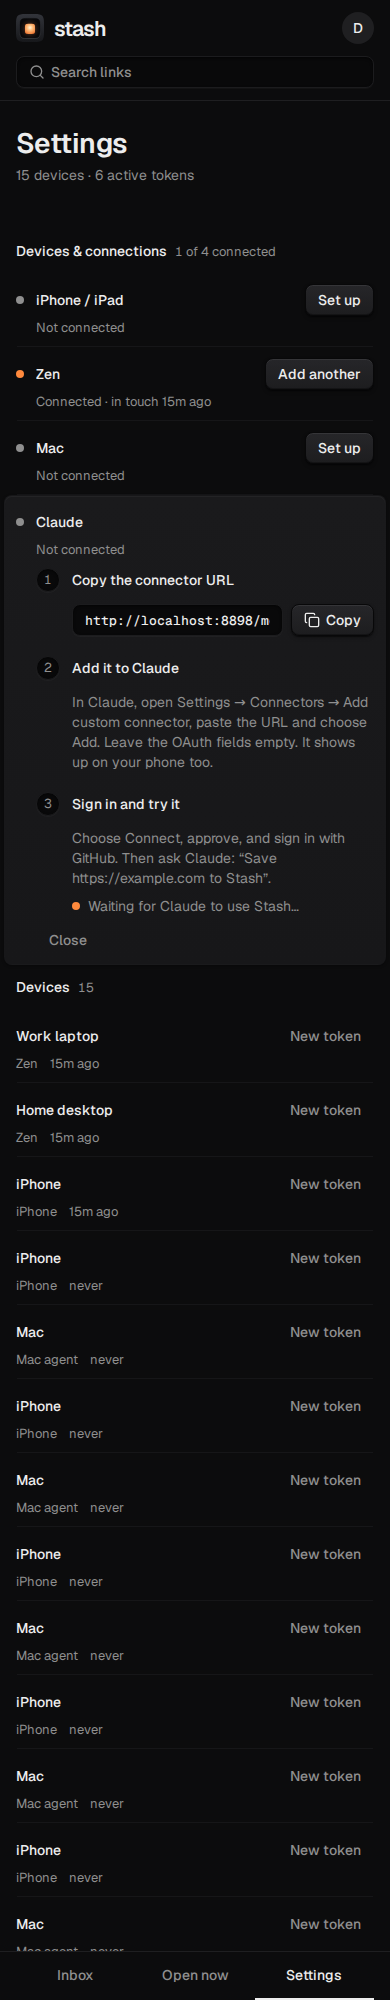 stash
D
Search links
Settings
15 devices · 6 active tokens
Devices & connections 1 of 4 connected
iPhone / iPad
Set up
Not connected
Zen
Add another
Connected · in touch 15m ago
Mac
Set up
Not connected
Claude
Not connected
1 Copy the connector URL
http://localhost:8898/m
Copy
2 Add it to Claude
In Claude, open Settings → Connectors → Add
custom connector, paste the URL and choose
Add. Leave the OAuth fields empty. It shows
up on your phone too.
3 Sign in and try it
Choose Connect, approve, and sign in with
GitHub. Then ask Claude: “Save
https://example.com to Stash”.
Waiting for Claude to use Stash…
Close
Devices 15
Work laptop
New token
Zen 15m ago
Home desktop
New token
Zen 15m ago
iPhone
New token
iPhone 15m ago
iPhone
New token
iPhone never
Mac
New token
Mac agent never
iPhone
New token
iPhone never
Mac
New token
Mac agent never
iPhone
New token
iPhone never
Mac
New token
Mac agent never
iPhone
New token
iPhone never
Mac
New token
Mac agent never
iPhone
New token
iPhone never
Mac
New token
Mac agent never
Inbox
Open now
Settings